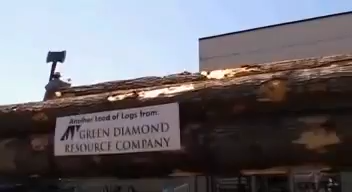 Another Load of Logs from:
GREEN DIAMOND
RESOURCE COMPANY